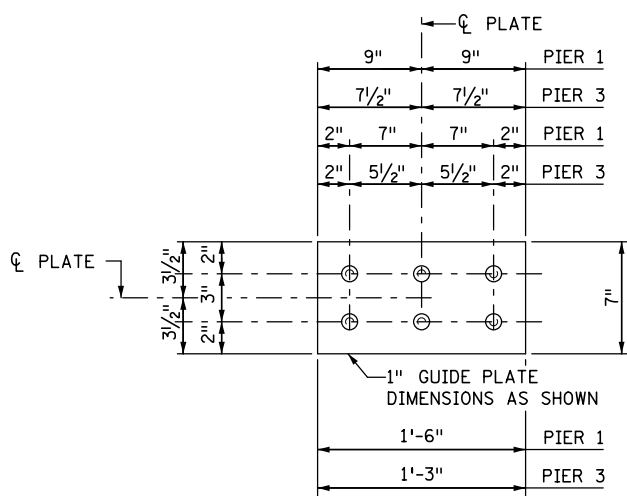 ℄ PLATE
9" 9" PIER 1
7½" 7½" PIER 3
2" 7" 7" 2" PIER 1
2" 5½" 5½" 2" PIER 3
℄ PLATE
3½"
3½"
2"
3"
2"
7"
1" GUIDE PLATE
DIMENSIONS AS SHOWN
1'-6" PIER 1
1'-3" PIER 3